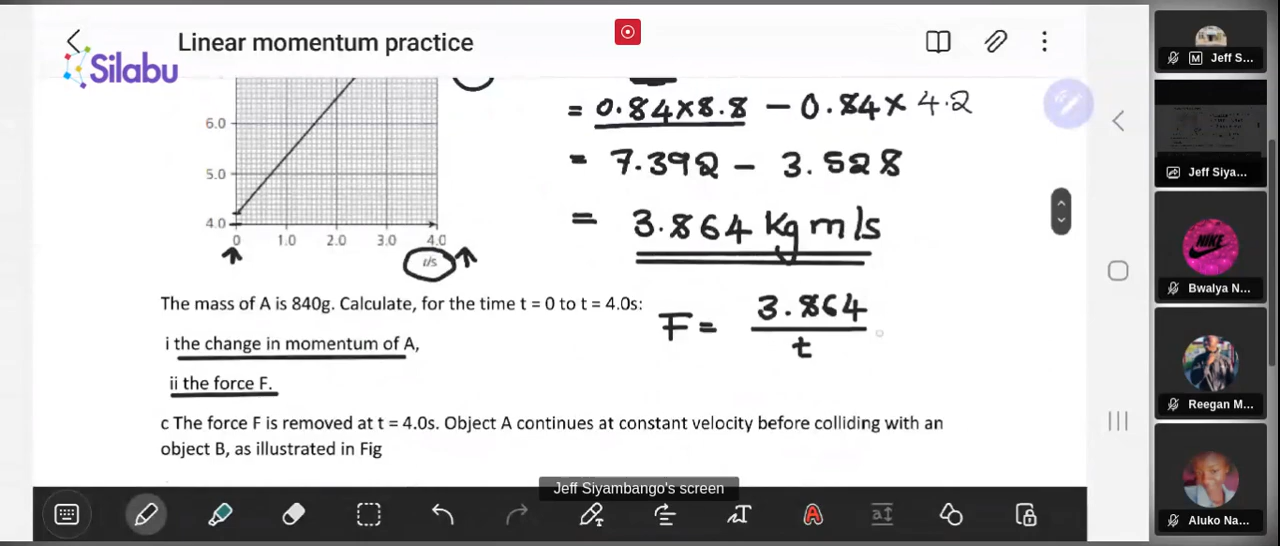 Linear momentum practice
Silabu
6.0
5.0
4.0
0 1.0 2.0 3.0 4.0
t/s
= 0.84×8.8 − 0.84× 4.2
= 7.392 − 3.528
= 3.864 kg m/s
The mass of A is 840g. Calculate, for the time t = 0 to t = 4.0s:
i the change in momentum of A,
ii the force F.
F = 3.864
t
c The force F is removed at t = 4.0s. Object A continues at constant velocity before colliding with an
object B, as illustrated in Fig
Jeff Siyambango's screen
M Jeff S...
Jeff Siya...
NIKE
Bwalya N...
Reegan M...
Aluko Na...